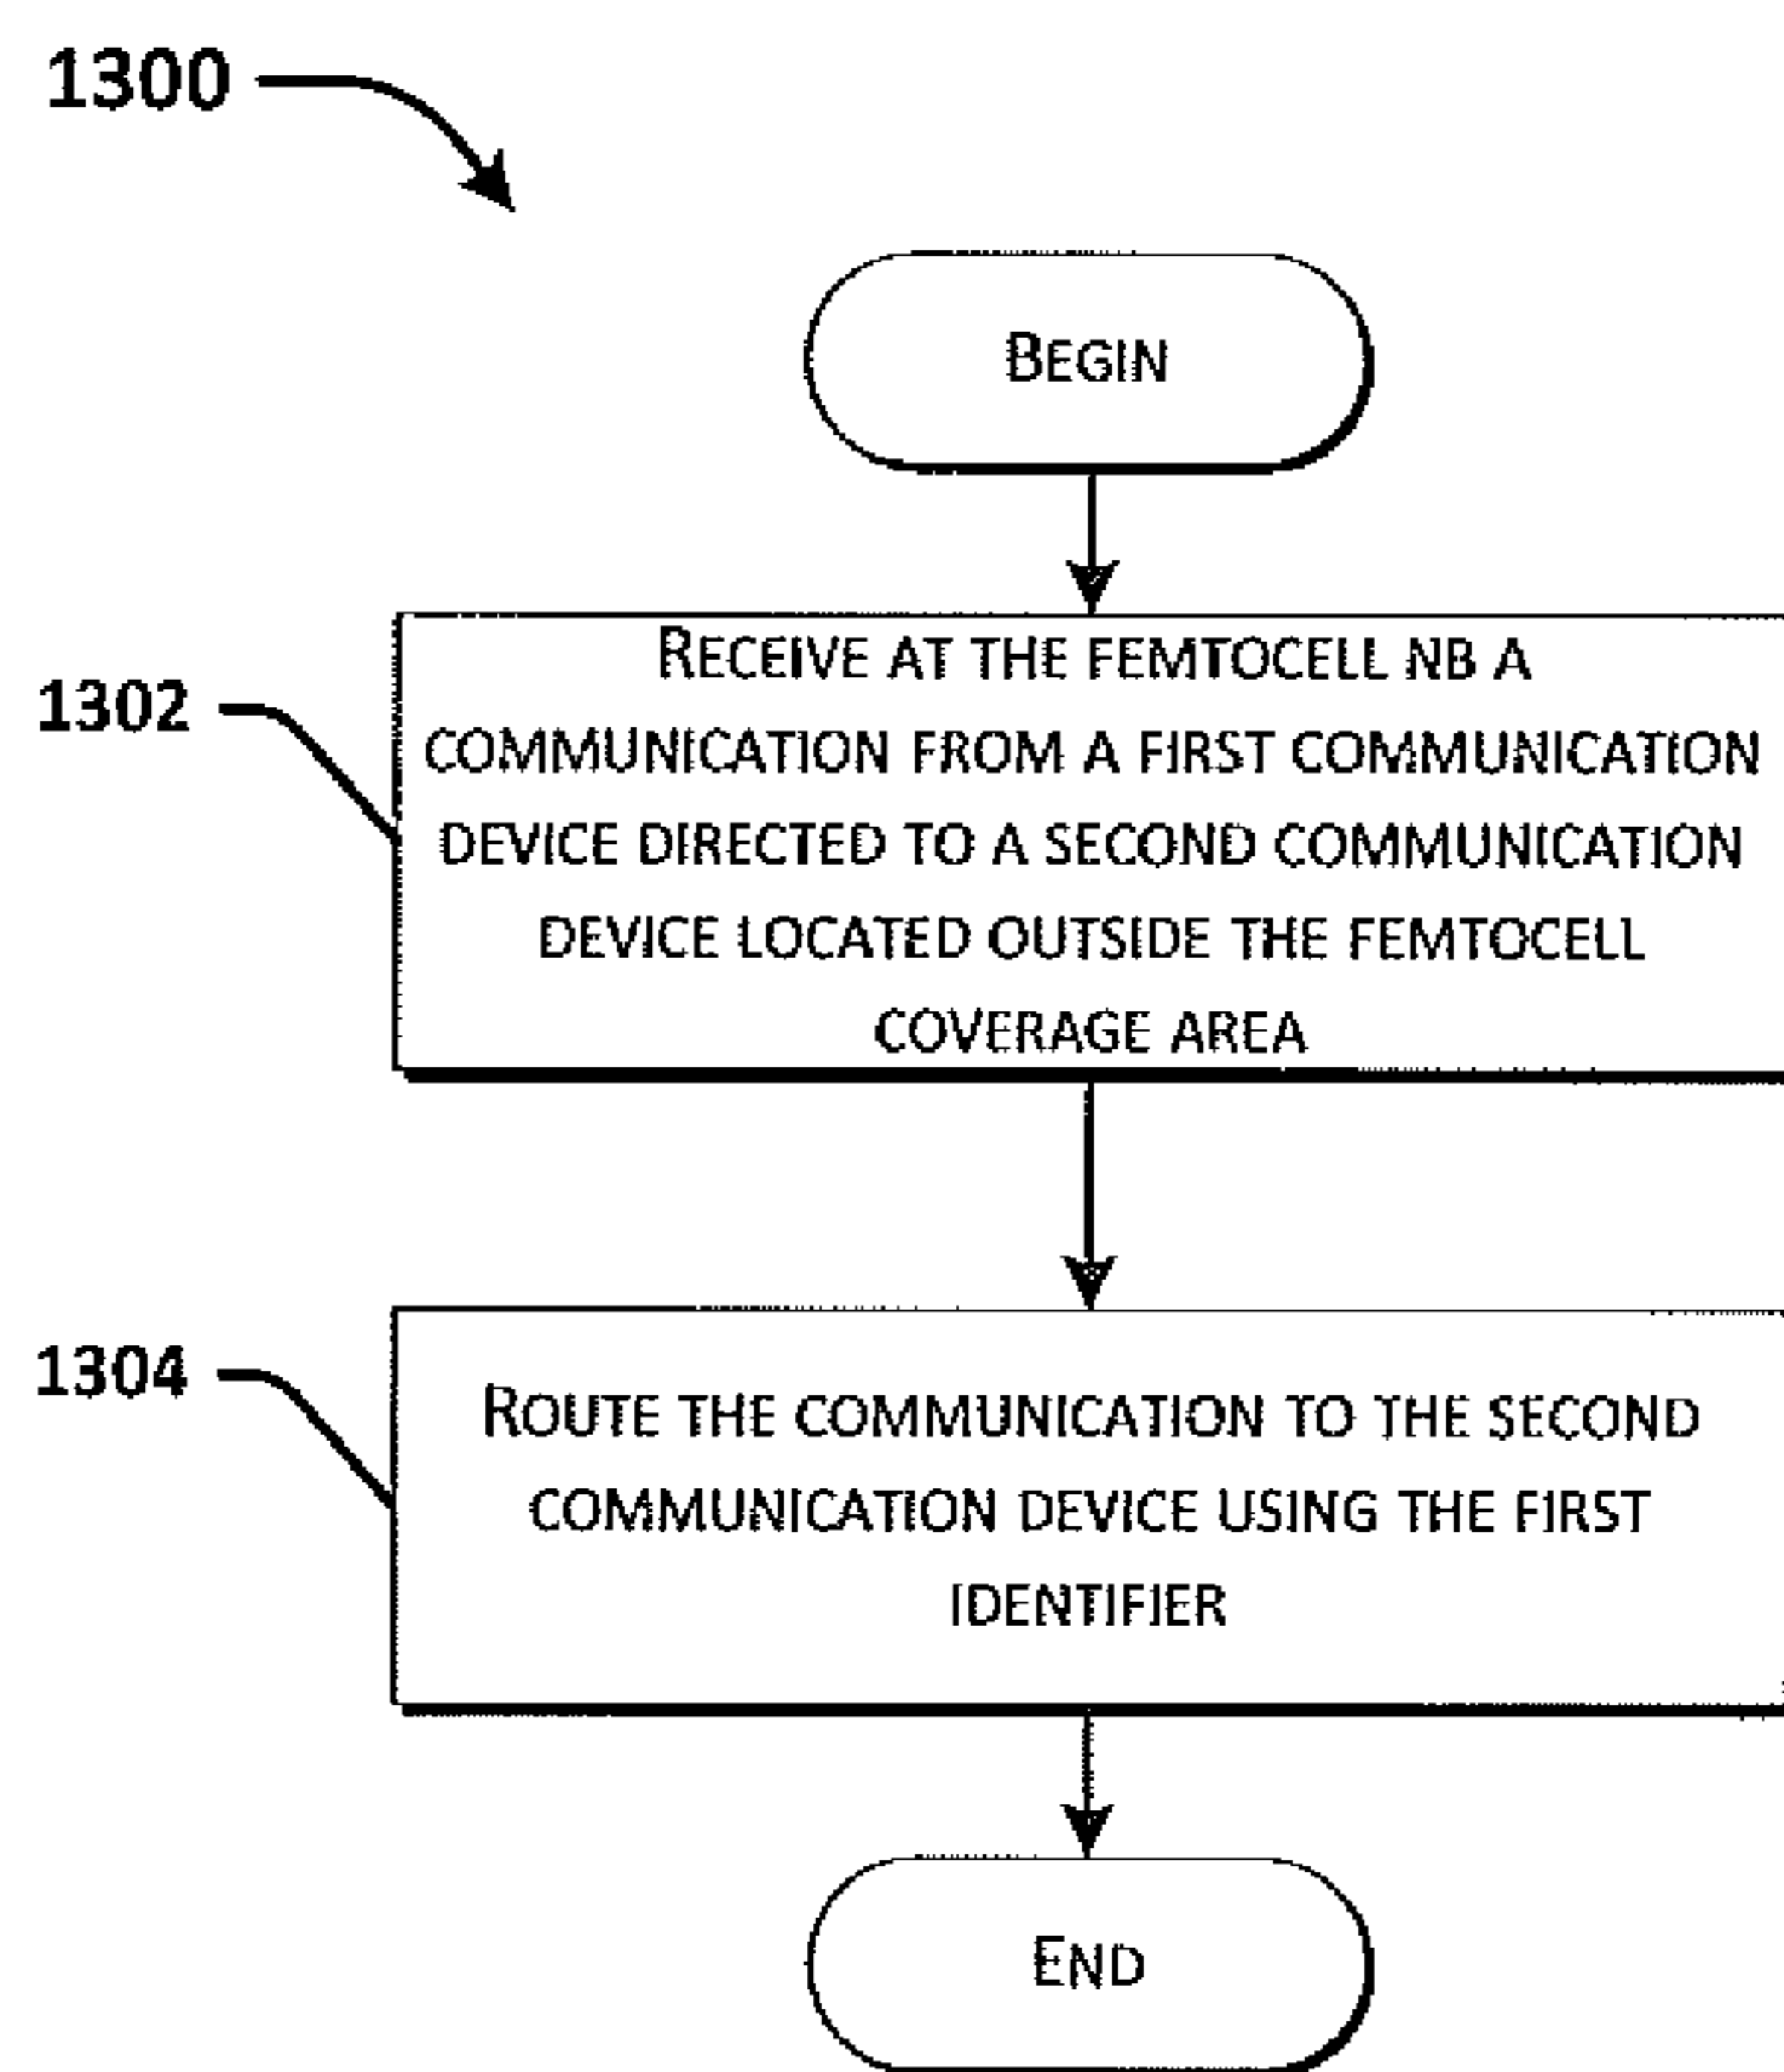 1300
BEGIN
1302
RECEIVE AT THE FEMTOCELL NB A
COMMUNICATION FROM A FIRST COMMUNICATION
DEVICE DIRECTED TO A SECOND COMMUNICATION
DEVICE LOCATED OUTSIDE THE FEMTOCELL
COVERAGE AREA
1304
ROUTE THE COMMUNICATION TO THE SECOND
COMMUNICATION DEVICE USING THE FIRST
IDENTIFIER
END